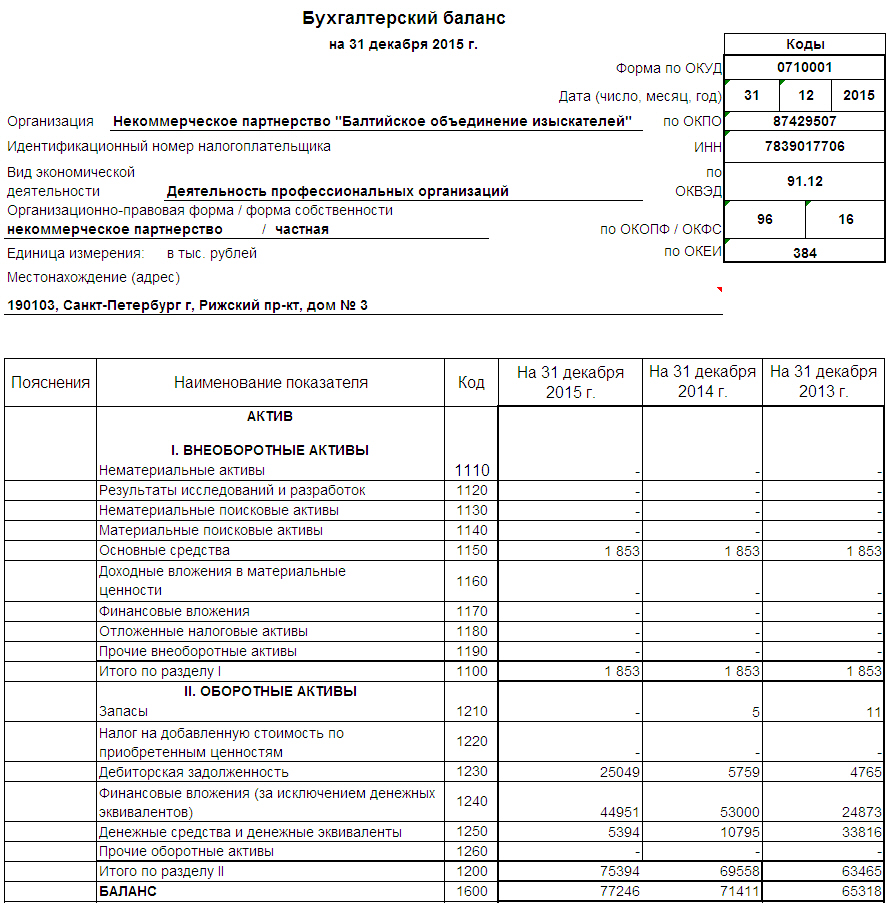 Бухгалтерский баланс
на 31 декабря 2015 г.
Коды
Форма по ОКУД 0710001
Дата (число, месяц, год) 31 12 2015
Организация Некоммерческое партнерство "Балтийское объединение изыскателей" по ОКПО 87429507
Идентификационный номер налогоплательщика ИНН 7839017706
Вид экономической
деятельности Деятельность профессиональных организаций
по
ОКВЭД
91.12
Организационно-правовая форма / форма собственности
некоммерческое партнерство / частная по ОКОПФ / ОКФС 96 16
Единица измерения: в тыс. рублей по ОКЕИ 384
Местонахождение (адрес)
190103, Санкт-Петербург г, Рижский пр-кт, дом № 3
Пояснения Наименование показателя Код
На 31 декабря
2015 г.
На 31 декабря
2014 г.
На 31 декабря
2013 г.
АКТИВ
I. ВНЕОБОРОТНЫЕ АКТИВЫ
Нематериальные активы 1110 - - -
Результаты исследований и разработок 1120 - - -
Нематериальные поисковые активы 1130 - - -
Материальные поисковые активы 1140 - - -
Основные средства 1150 1 853 1 853 1 853
Доходные вложения в материальные
ценности 1160 - - -
Финансовые вложения 1170 - - -
Отложенные налоговые активы 1180 - - -
Прочие внеоборотные активы 1190 - - -
Итого по разделу I 1100 1 853 1 853 1 853
II. ОБОРОТНЫЕ АКТИВЫ
Запасы 1210 - 5 11
Налог на добавленную стоимость по
приобретенным ценностям 1220 - - -
Дебиторская задолженность 1230 25049 5759 4765
Финансовые вложения (за исключением денежных
эквивалентов) 1240 44951 53000 24873
Денежные средства и денежные эквиваленты 1250 5394 10795 33816
Прочие оборотные активы 1260 - - -
Итого по разделу II 1200 75394 69558 63465
БАЛАНС 1600 77246 71411 65318